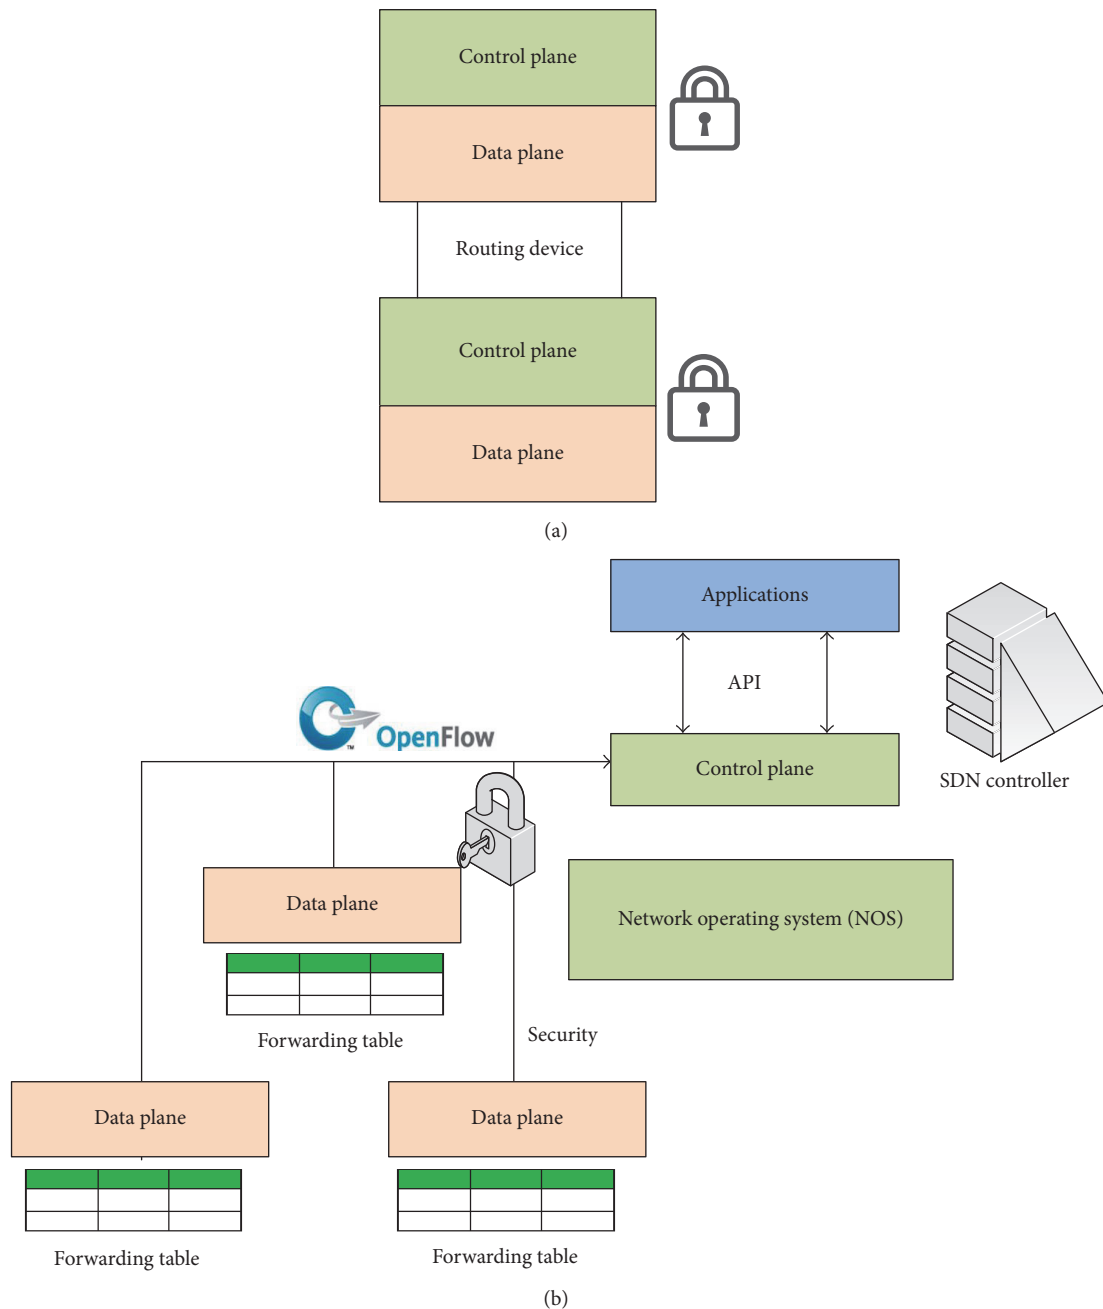 Control plane
Data plane
Routing device
Control plane
Data plane
(a)
Applications
API
OpenFlow
TM
Control plane
SDN controller
Data plane
Network operating system (NOS)
Forwarding table
Security
Data plane
Data plane
Forwarding table
Forwarding table
(b)